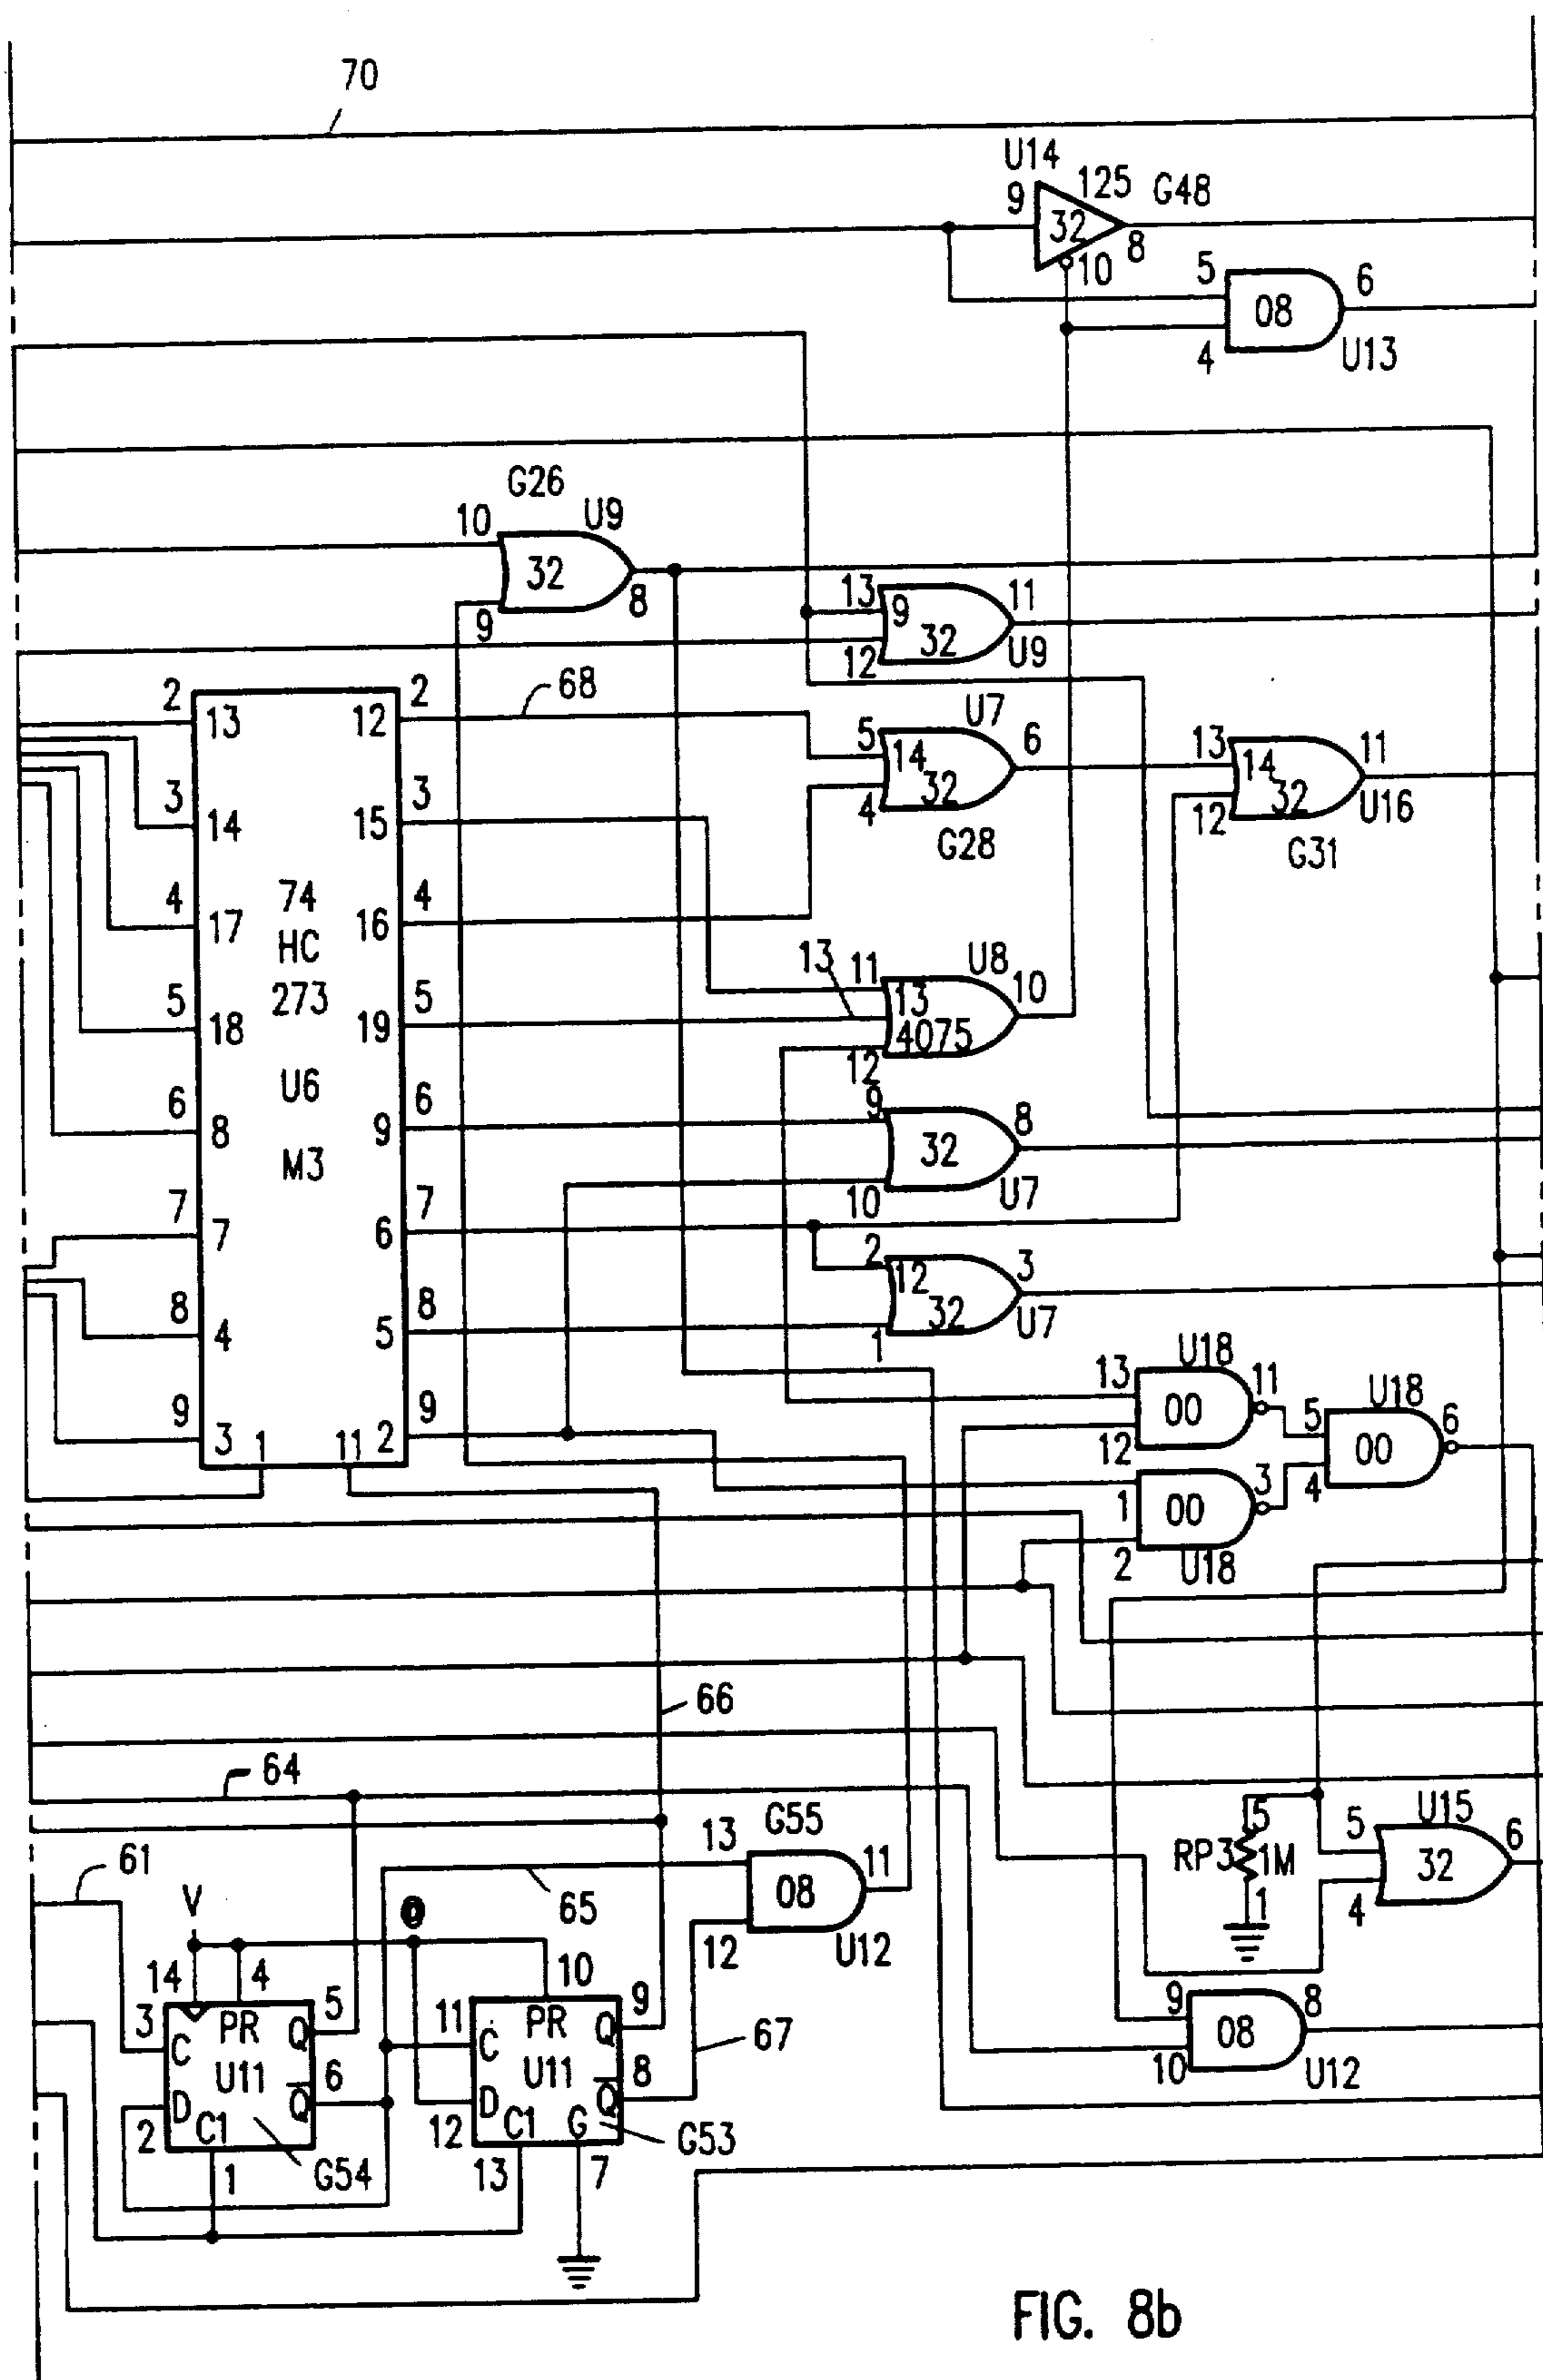 70
U14
125 G48
9
32
8
10
5
6
08
4
U13
G26
U9
10
32
8
9
13
9
11
32
12
U9
2
2
68
13
12
U7
5
14
6
32
4
G28
13
14
11
32
12
U16
G31
3
3
14
15
4
4
17
16
74
HC
273
U6
M3
13
11
U8
13
10
4075
12
5
5
18
19
6
6
8
9
9
8
32
10
U7
7
7
7
6
2
12
3
32
1
U7
8
8
4
5
9
9
3
1
11
2
U18
13
11
00
12
U18
5
6
00
4
3
1
00
2
U18
66
64
G55
13
11
08
12
U12
65
61
V
0
5
RP3
1M
1
U15
5
6
32
4
14
4
5
3
PR
Q
C
U11
6
D
Q
2
C1
1
G54
10
11
PR
9
C
Q
U11
8
D
Q
12
C1
G
13
7
G53
67
9
8
08
10
U12
FIG. 8b